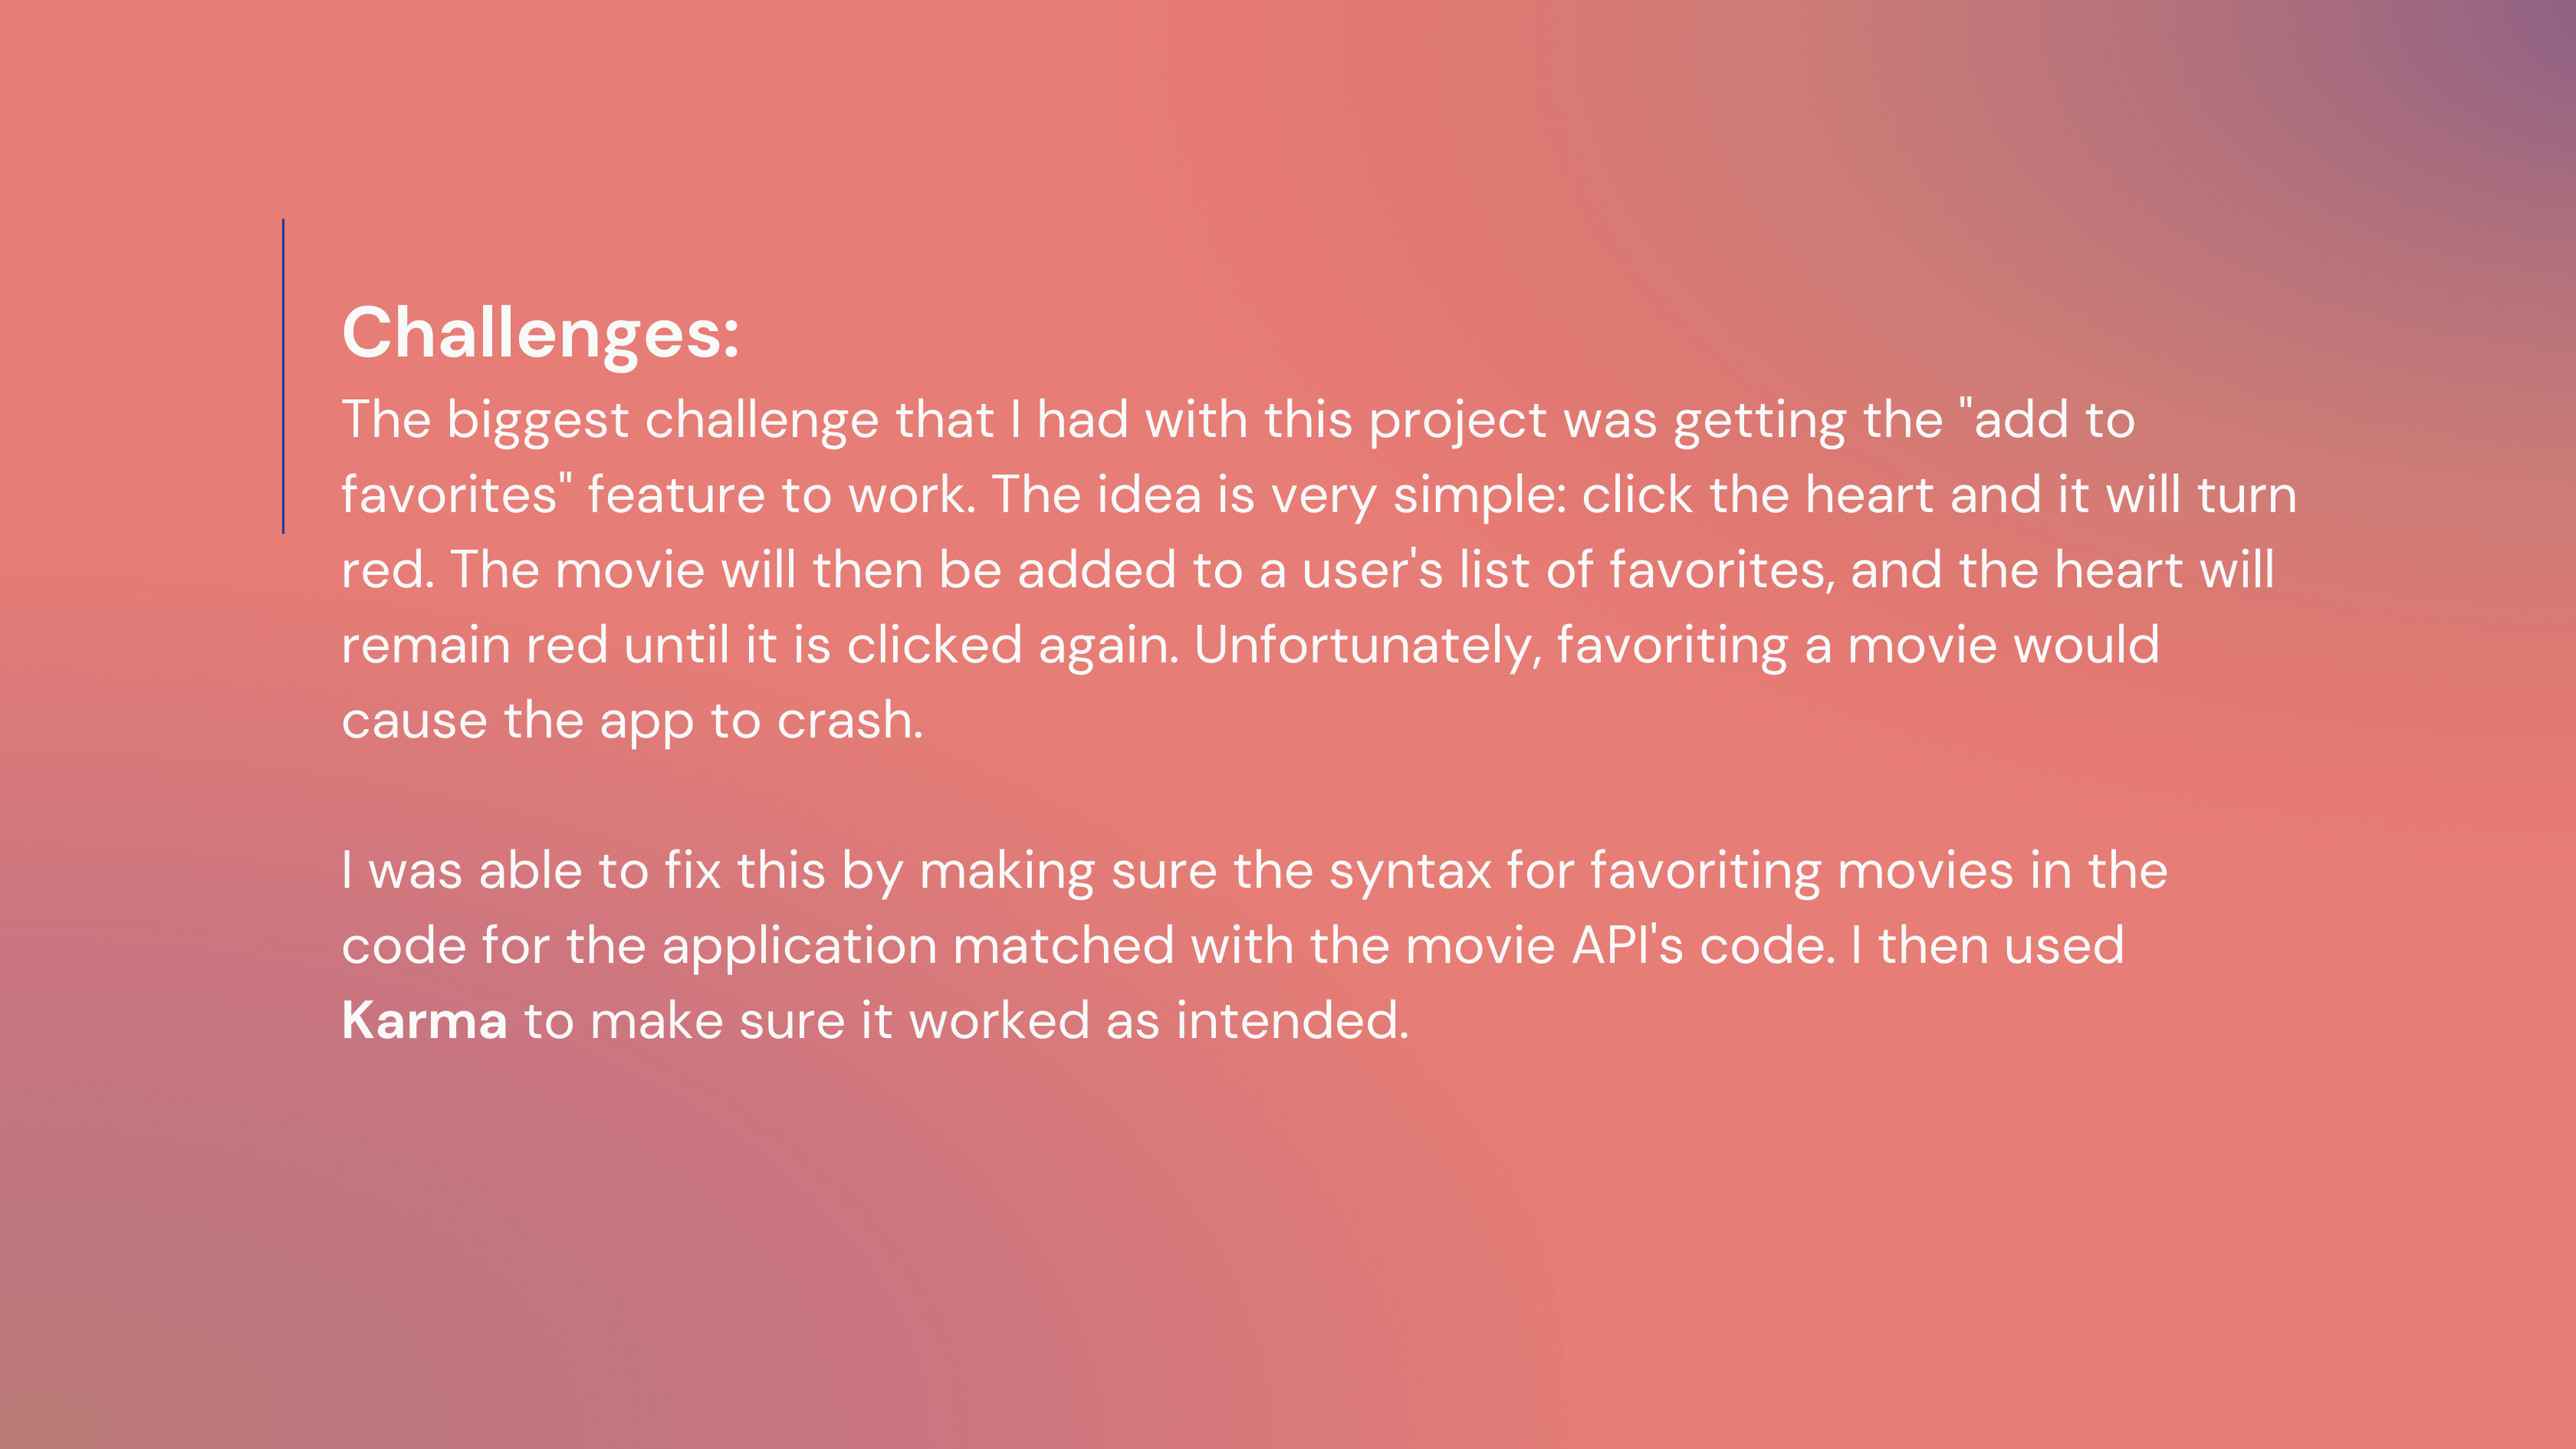 Challenges:
The biggest challenge that I had with this project was getting the "add to
favorites" feature to work. The idea is very simple: click the heart and it will turn
red. The movie will then be added to a user's list of favorites, and the heart will
remain red until it is clicked again. Unfortunately, favoriting a movie would
cause the app to crash.
I was able to fix this by making sure the syntax for favoriting movies in the
code for the application matched with the movie API's code. I then used
Karma to make sure it worked as intended.